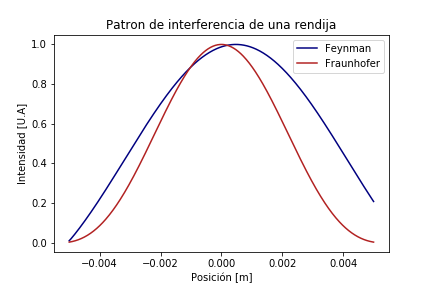 Patron de interferencia de una rendija
Feynman
Fraunhofer
Intensidad [U.A]
1.0
0.8
0.6
0.4
0.2
0.0
−0.004
−0.002
0.000
0.002
0.004
Posición [m]